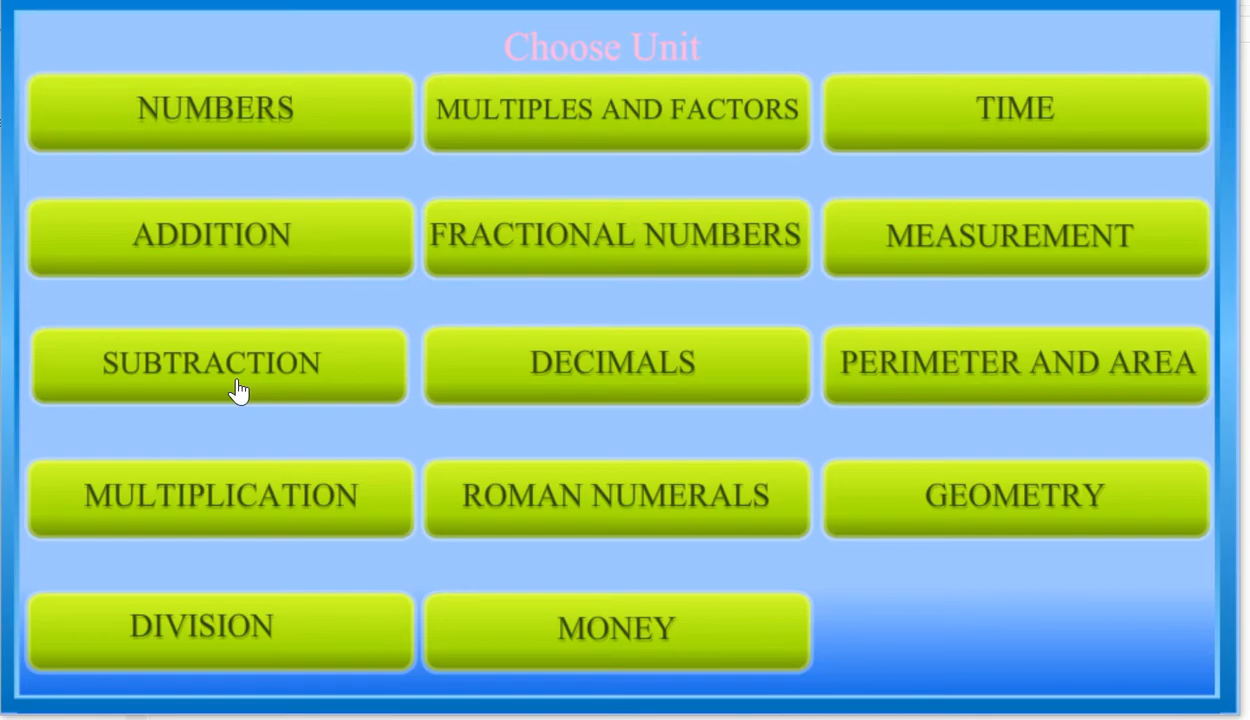 Choose Unit
NUMBERS
MULTIPLES AND FACTORS
TIME
ADDITION
FRACTIONAL NUMBERS
MEASUREMENT
SUBTRACTION
DECIMALS
PERIMETER AND AREA
MULTIPLICATION
ROMAN NUMERALS
GEOMETRY
DIVISION
MONEY